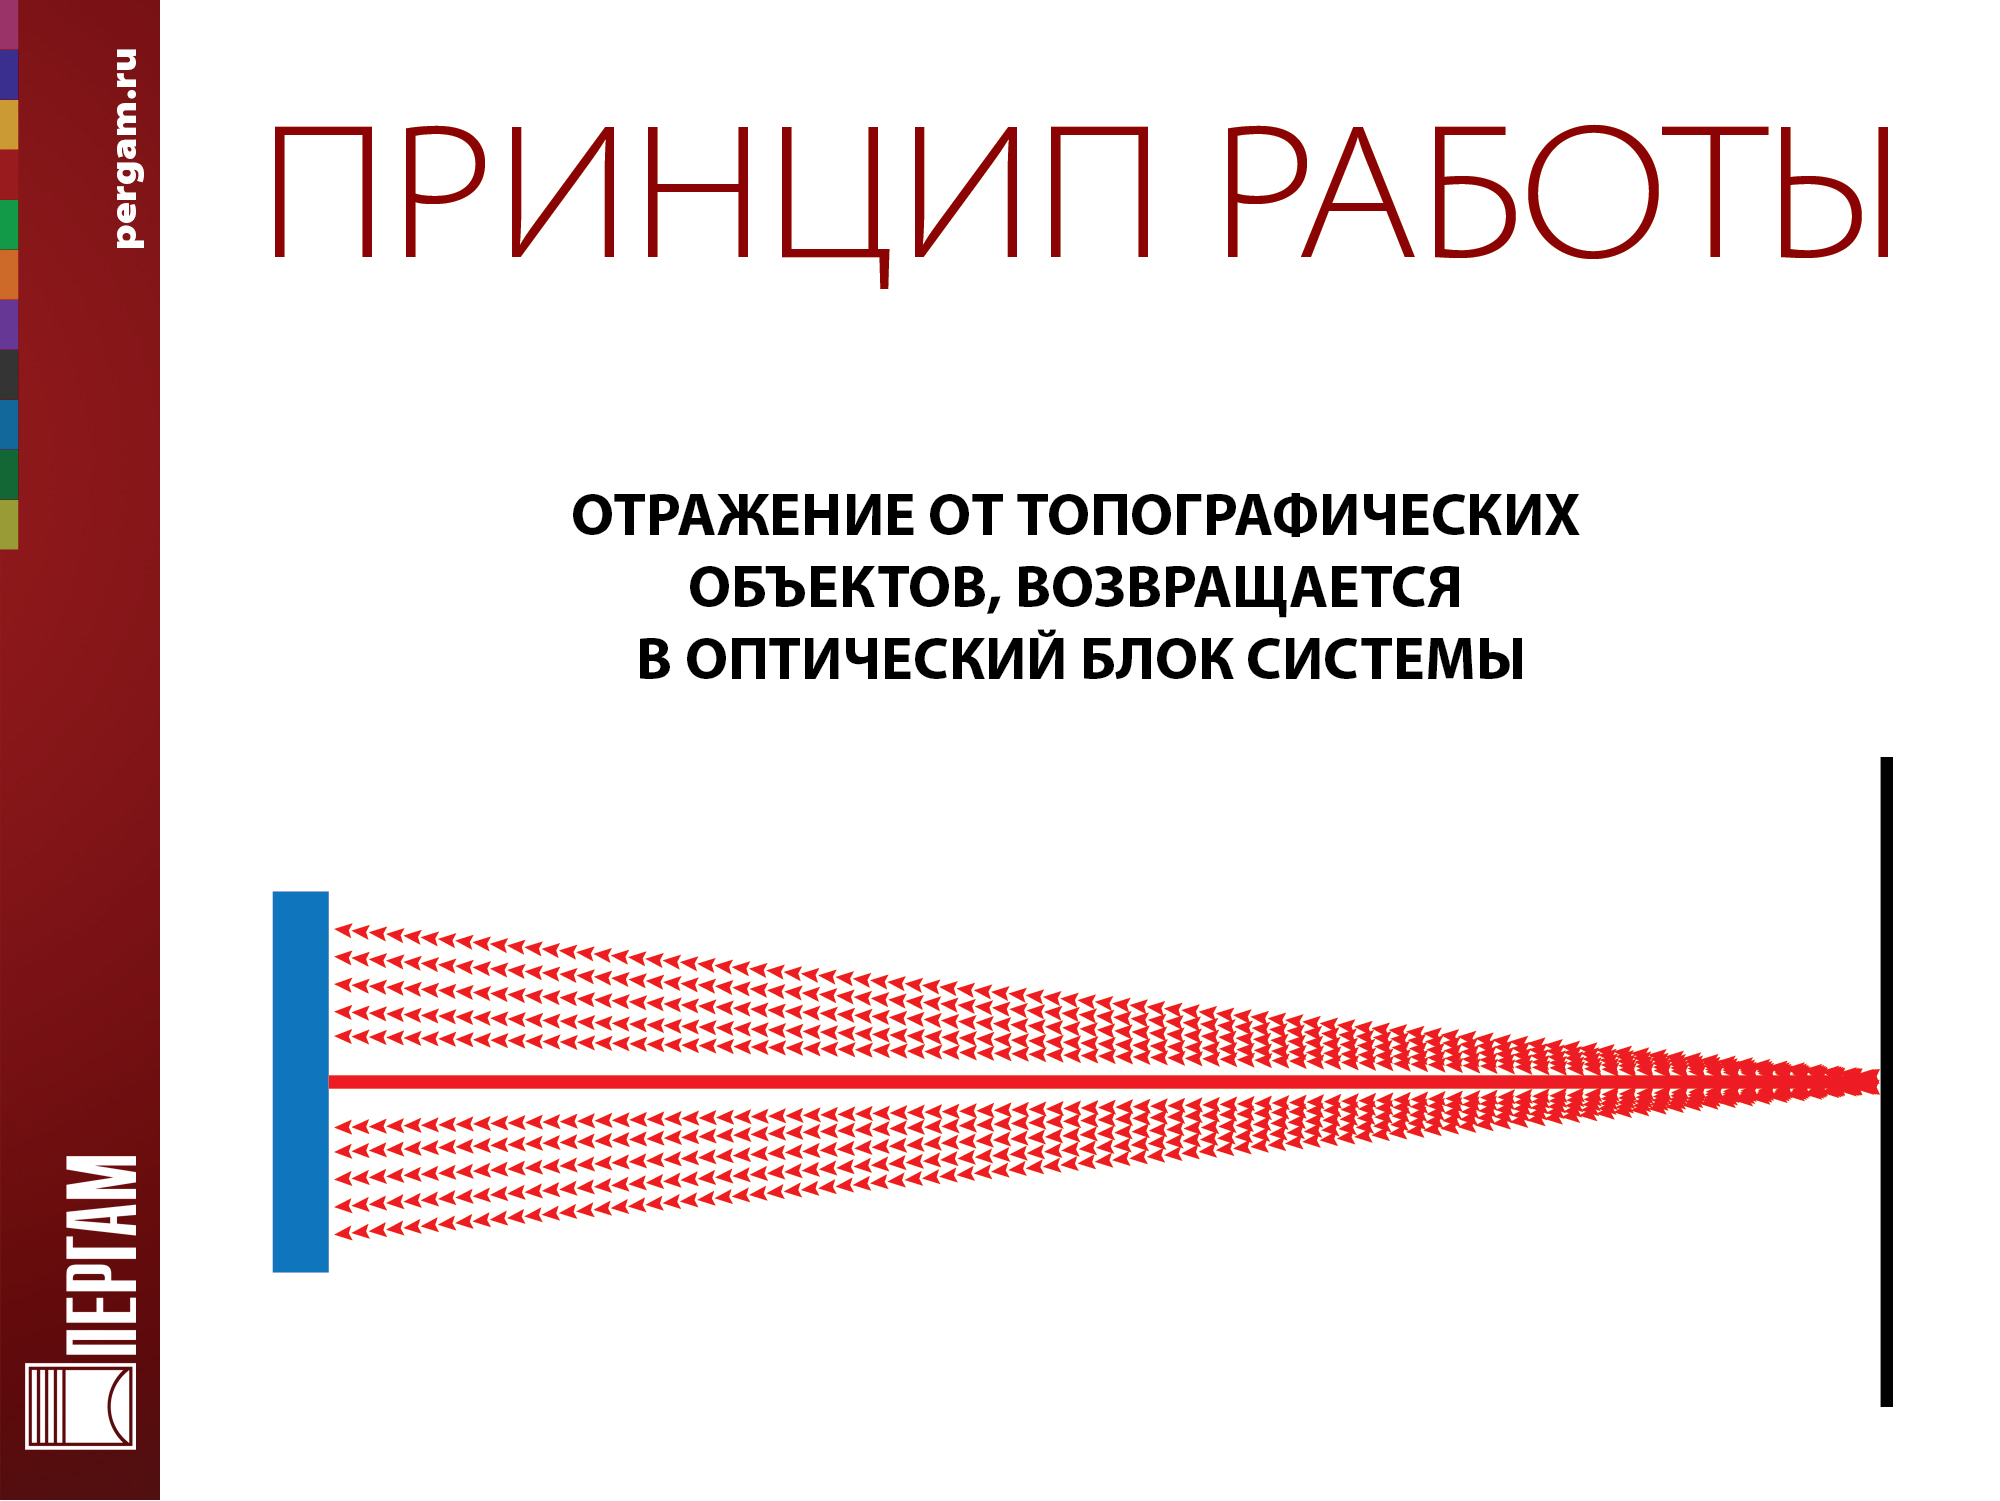 pergam.ru
ПРИНЦИП РАБОТЫ
ОТРАЖЕНИЕ ОТ ТОПОГРАФИЧЕСКИХ
ОБЪЕКТОВ, ВОЗВРАЩАЕТСЯ
В ОПТИЧЕСКИЙ БЛОК СИСТЕМЫ
ПЕРГАМ